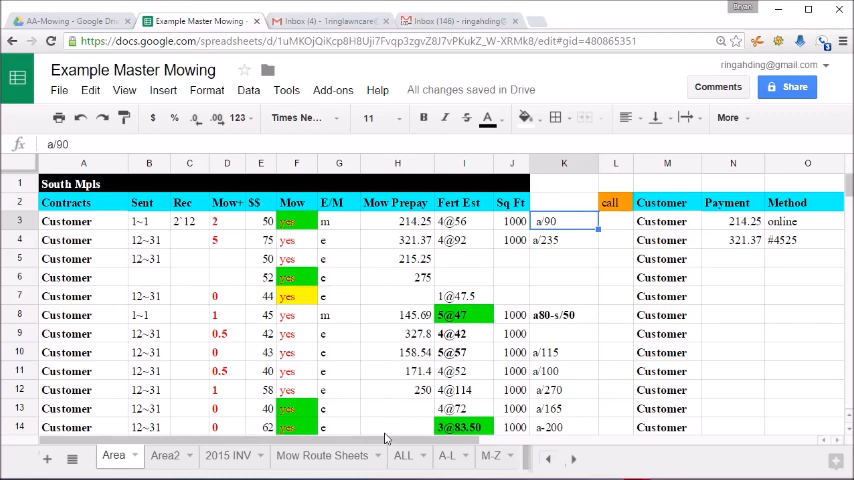 Bryan
AA-Mowing - Google Driv
Example Master Mowing -
Inbox (4) - 1ringlawncare@
Inbox (146) - ringahding@
https://docs.google.com/spreadsheets/d/1uMKOjQiKcp8H8Uji7Fvqp3zgvZ8J7vPKukZ_W-XRMk8/edit#gid=480865351
Example Master Mowing
ringahding@gmail.com
File Edit View Insert Format Data Tools Add-ons Help All changes saved in Drive
Comments
Share
$ % .0 .00 123 Times Ne... 11 B I S A More
fx a/90
A B C D E F G H I J K L M N O
1 South Mpls
2 Contracts Sent Rec Mow+ $$ Mow E/M Mow Prepay Fert Est Sq Ft call Customer Payment Method
3 Customer 1~1 2`12 2 50 yes m 214.25 4@56 1000 a/90 Customer 214.25 online
4 Customer 12~31 5 75 yes e 321.37 4@92 1000 a/235 Customer 321.37 #4525
5 Customer 12~31 50 yes e 215.25 Customer
6 Customer 52 yes e 275 Customer
7 Customer 12~31 0 44 yes e 1@47.5 Customer
8 Customer 1~1 1 45 yes m 145.69 5@47 1000 a80-s/50 Customer
9 Customer 12~31 0.5 42 yes e 327.8 4@42 1000 Customer
10 Customer 12~31 0 43 yes e 158.54 5@57 1000 a/115 Customer
11 Customer 12~31 0.5 40 yes e 171.4 4@52 1000 a/100 Customer
12 Customer 12~31 1 58 yes e 250 4@114 1000 a/270 Customer
13 Customer 12~31 0 40 yes e 4@72 1000 a/165 Customer
14 Customer 12~31 0 62 yes e 3@83.50 1000 a-200 Customer
Area Area2 2015 INV Mow Route Sheets ALL A-L M-Z